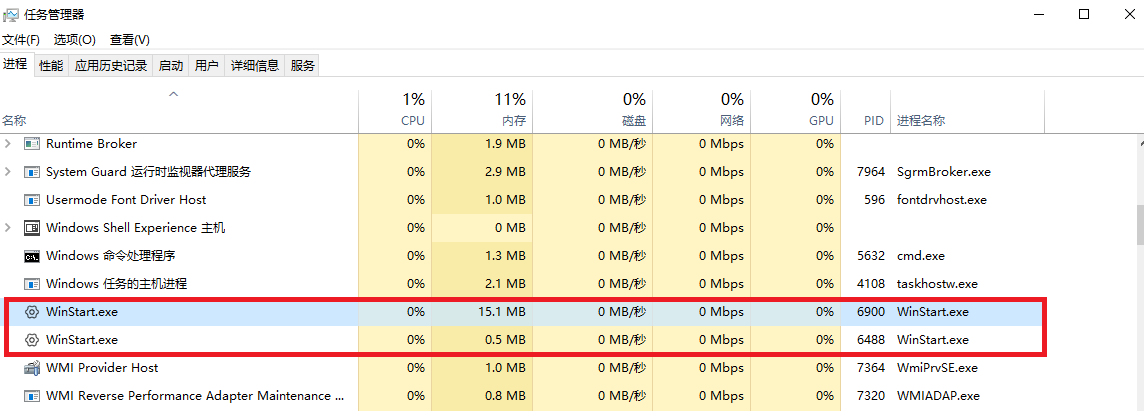 任务管理器
文件(F) 选项(O) 查看(V)
进程 性能 应用历史记录 启动 用户 详细信息 服务
1% 11% 0% 0% 0%
名称 CPU 内存 磁盘 网络 GPU PID 进程名称
Runtime Broker 0% 1.9 MB 0 MB/秒 0 Mbps 0%
System Guard 运行时监视器代理服务 0% 2.9 MB 0 MB/秒 0 Mbps 0% 7964 SgrmBroker.exe
Usermode Font Driver Host 0% 1.0 MB 0 MB/秒 0 Mbps 0% 596 fontdrvhost.exe
Windows Shell Experience 主机 0% 0 MB 0 MB/秒 0 Mbps 0%
Windows 命令处理程序 0% 1.3 MB 0 MB/秒 0 Mbps 0% 5632 cmd.exe
Windows 任务的主机进程 0% 2.1 MB 0 MB/秒 0 Mbps 0% 4108 taskhostw.exe
WinStart.exe 0% 15.1 MB 0 MB/秒 0 Mbps 0% 6900 WinStart.exe
WinStart.exe 0% 0.5 MB 0 MB/秒 0 Mbps 0% 6488 WinStart.exe
WMI Provider Host 0% 1.0 MB 0 MB/秒 0 Mbps 0% 7364 WmiPrvSE.exe
WMI Reverse Performance Adapter Maintenance ... 0% 0.8 MB 0 MB/秒 0 Mbps 0% 7320 WMIADAP.exe